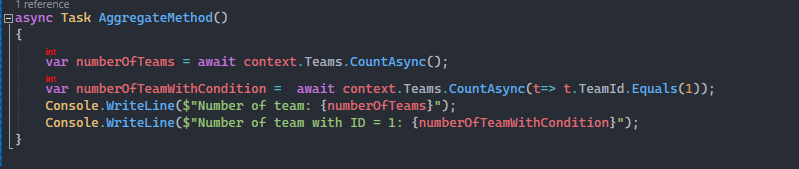 1 reference
async Task AggregateMethod()
{
int
var numberOfTeams = await context.Teams.CountAsync();
int
var numberOfTeamWithCondition =  await context.Teams.CountAsync(t=> t.TeamId.Equals(1));
Console.WriteLine($"Number of team: {numberOfTeams}");
Console.WriteLine($"Number of team with ID = 1: {numberOfTeamWithCondition}");
}